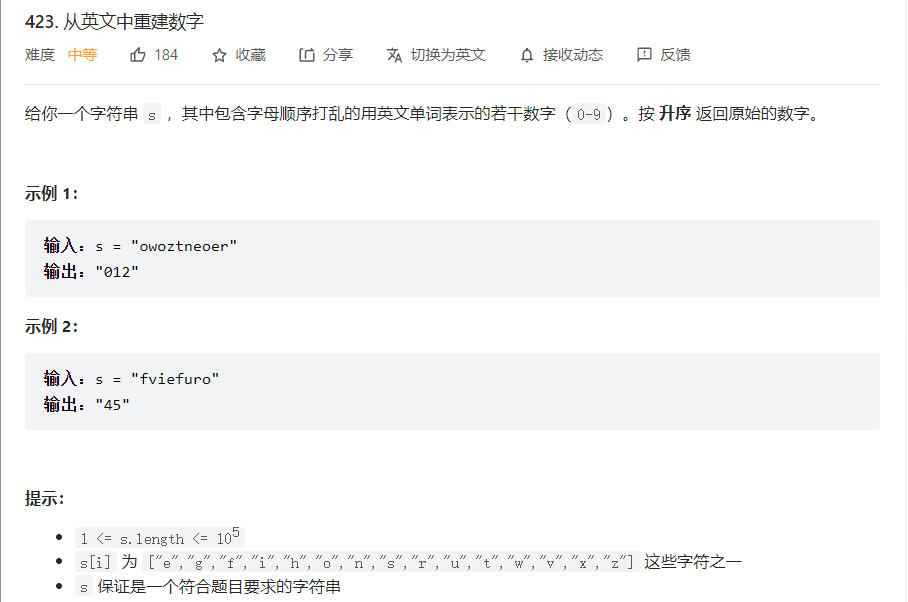 423. 从英文中重建数字
难度 中等 184 收藏 分享 切换为英文 接收动态 反馈
给你一个字符串 s ，其中包含字母顺序打乱的用英文单词表示的若干数字（0-9）。按 升序 返回原始的数字。
示例 1：
输入：s = "owoztneoer"
输出："012"
示例 2：
输入：s = "fviefuro"
输出："45"
提示：
• 1 <= s.length <= 10⁵
• s[i] 为 ["e","g","f","i","h","o","n","s","r","u","t","w","v","x","z"] 这些字符之一
• s 保证是一个符合题目要求的字符串